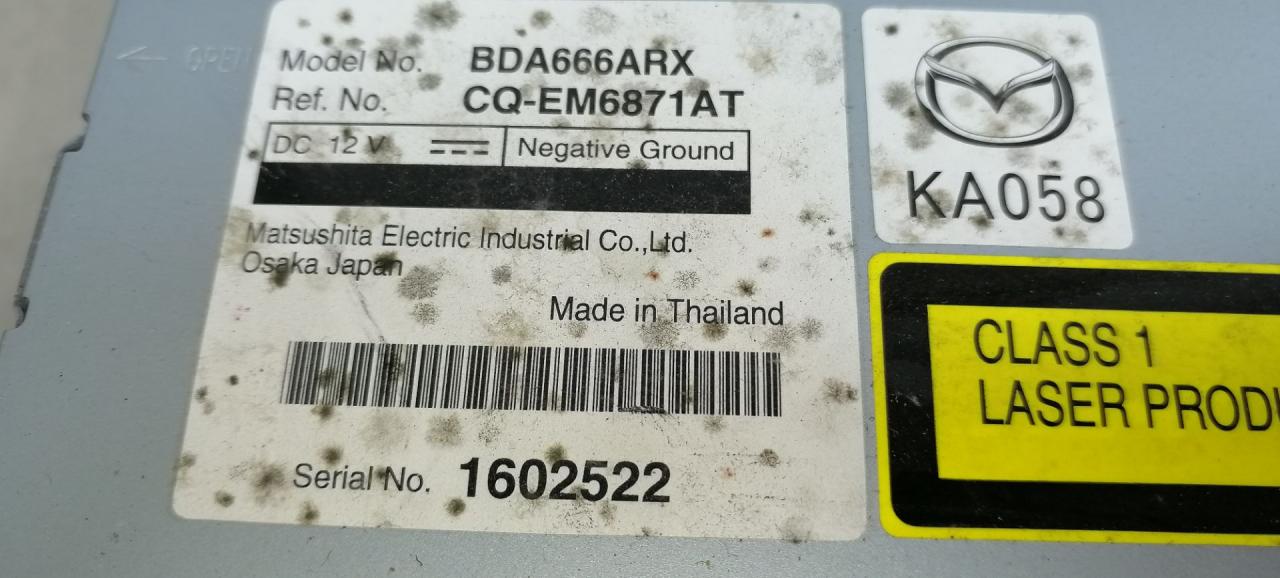 OPEN
Model No. BDA666ARX
Ref. No. CQ-EM6871AT
DC 12 V Negative Ground
Matsushita Electric Industrial Co.,Ltd.
Osaka Japan
Made in Thailand
Serial No. 1602522
KA058
CLASS 1
LASER PRODU